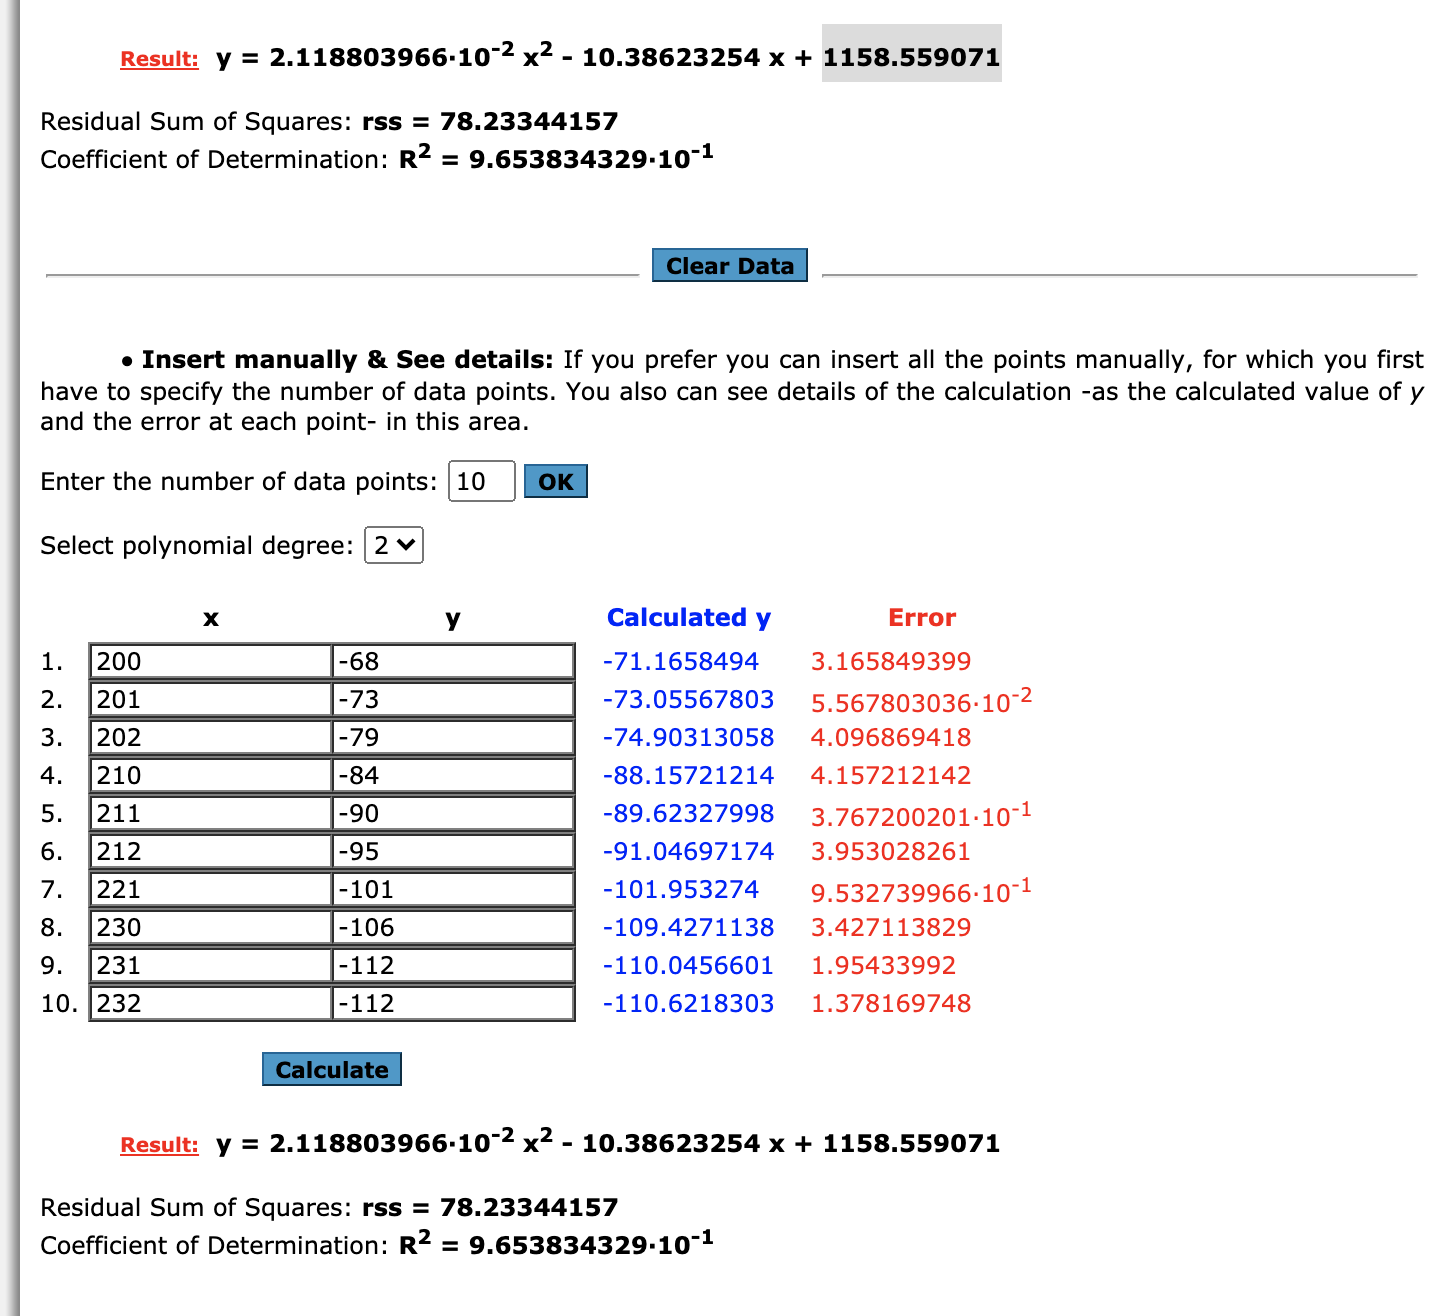 Result: y = 2.118803966·10⁻² x² - 10.38623254 x + 1158.559071
Residual Sum of Squares: rss = 78.23344157
Coefficient of Determination: R² = 9.653834329·10⁻¹
Clear Data
• Insert manually & See details: If you prefer you can insert all the points manually, for which you first
have to specify the number of data points. You also can see details of the calculation -as the calculated value of y
and the error at each point- in this area.
Enter the number of data points: 10 OK
Select polynomial degree: 2
x y Calculated y Error
1. 200 -68 -71.1658494 3.165849399
2. 201 -73 -73.05567803 5.567803036·10⁻²
3. 202 -79 -74.90313058 4.096869418
4. 210 -84 -88.15721214 4.157212142
5. 211 -90 -89.62327998 3.767200201·10⁻¹
6. 212 -95 -91.04697174 3.953028261
7. 221 -101 -101.953274 9.532739966·10⁻¹
8. 230 -106 -109.4271138 3.427113829
9. 231 -112 -110.0456601 1.95433992
10. 232 -112 -110.6218303 1.378169748
Calculate
Result: y = 2.118803966·10⁻² x² - 10.38623254 x + 1158.559071
Residual Sum of Squares: rss = 78.23344157
Coefficient of Determination: R² = 9.653834329·10⁻¹